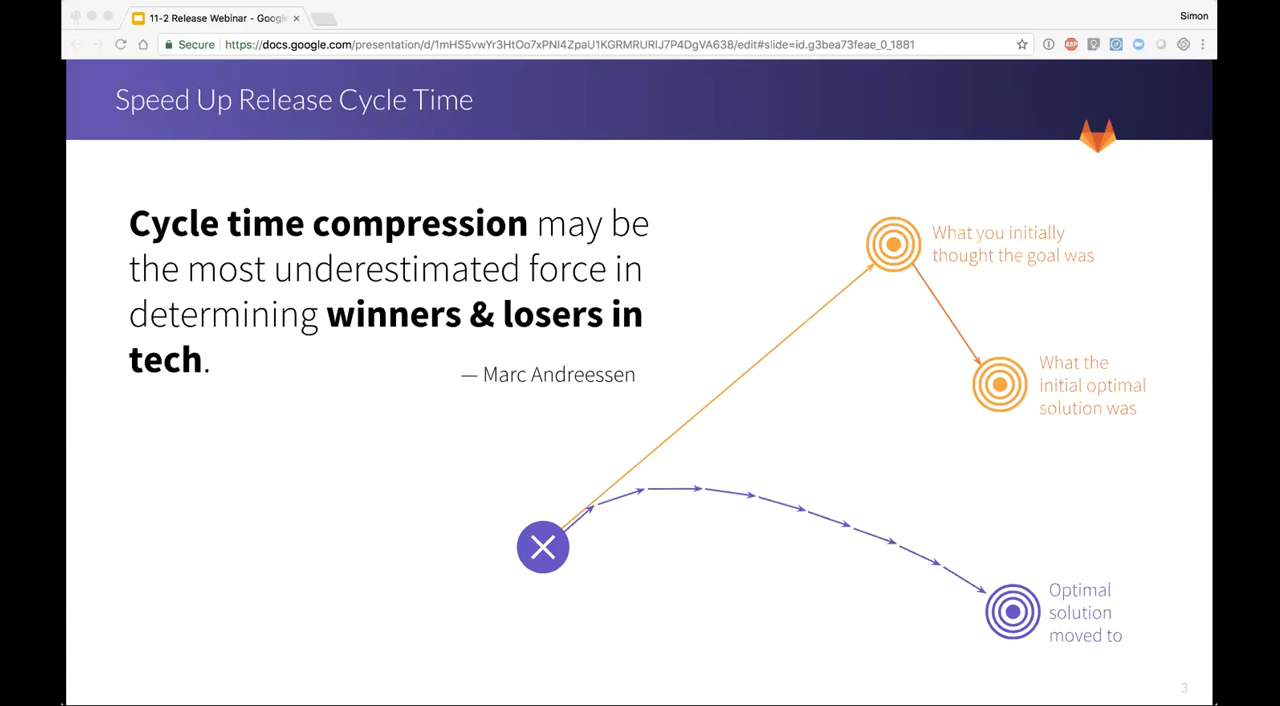 11-2 Release Webinar - Google
Simon
Secure
https://docs.google.com/presentation/d/1mHS5vwYr3HtOo7xPNI4ZpaU1KGRMRURIJ7P4DgVA638/edit#slide=id.g3bea73feae_0_1881
ABP
Speed Up Release Cycle Time
Cycle time compression may be
the most underestimated force in
determining winners & losers in
tech.
— Marc Andreessen
What you initially
thought the goal was
What the
initial optimal
solution was
Optimal
solution
moved to
3